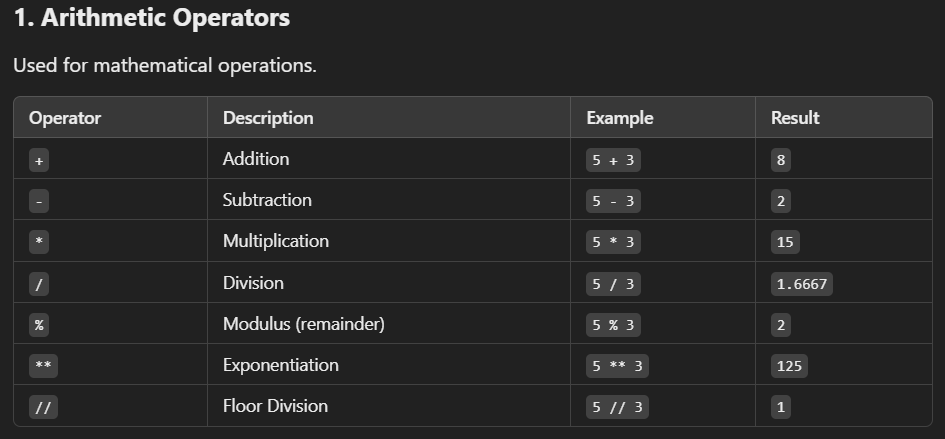 1. Arithmetic Operators
Used for mathematical operations.
Operator Description Example Result
+ Addition 5 + 3 8
- Subtraction 5 - 3 2
* Multiplication 5 * 3 15
/ Division 5 / 3 1.6667
% Modulus (remainder) 5 % 3 2
** Exponentiation 5 ** 3 125
// Floor Division 5 // 3 1